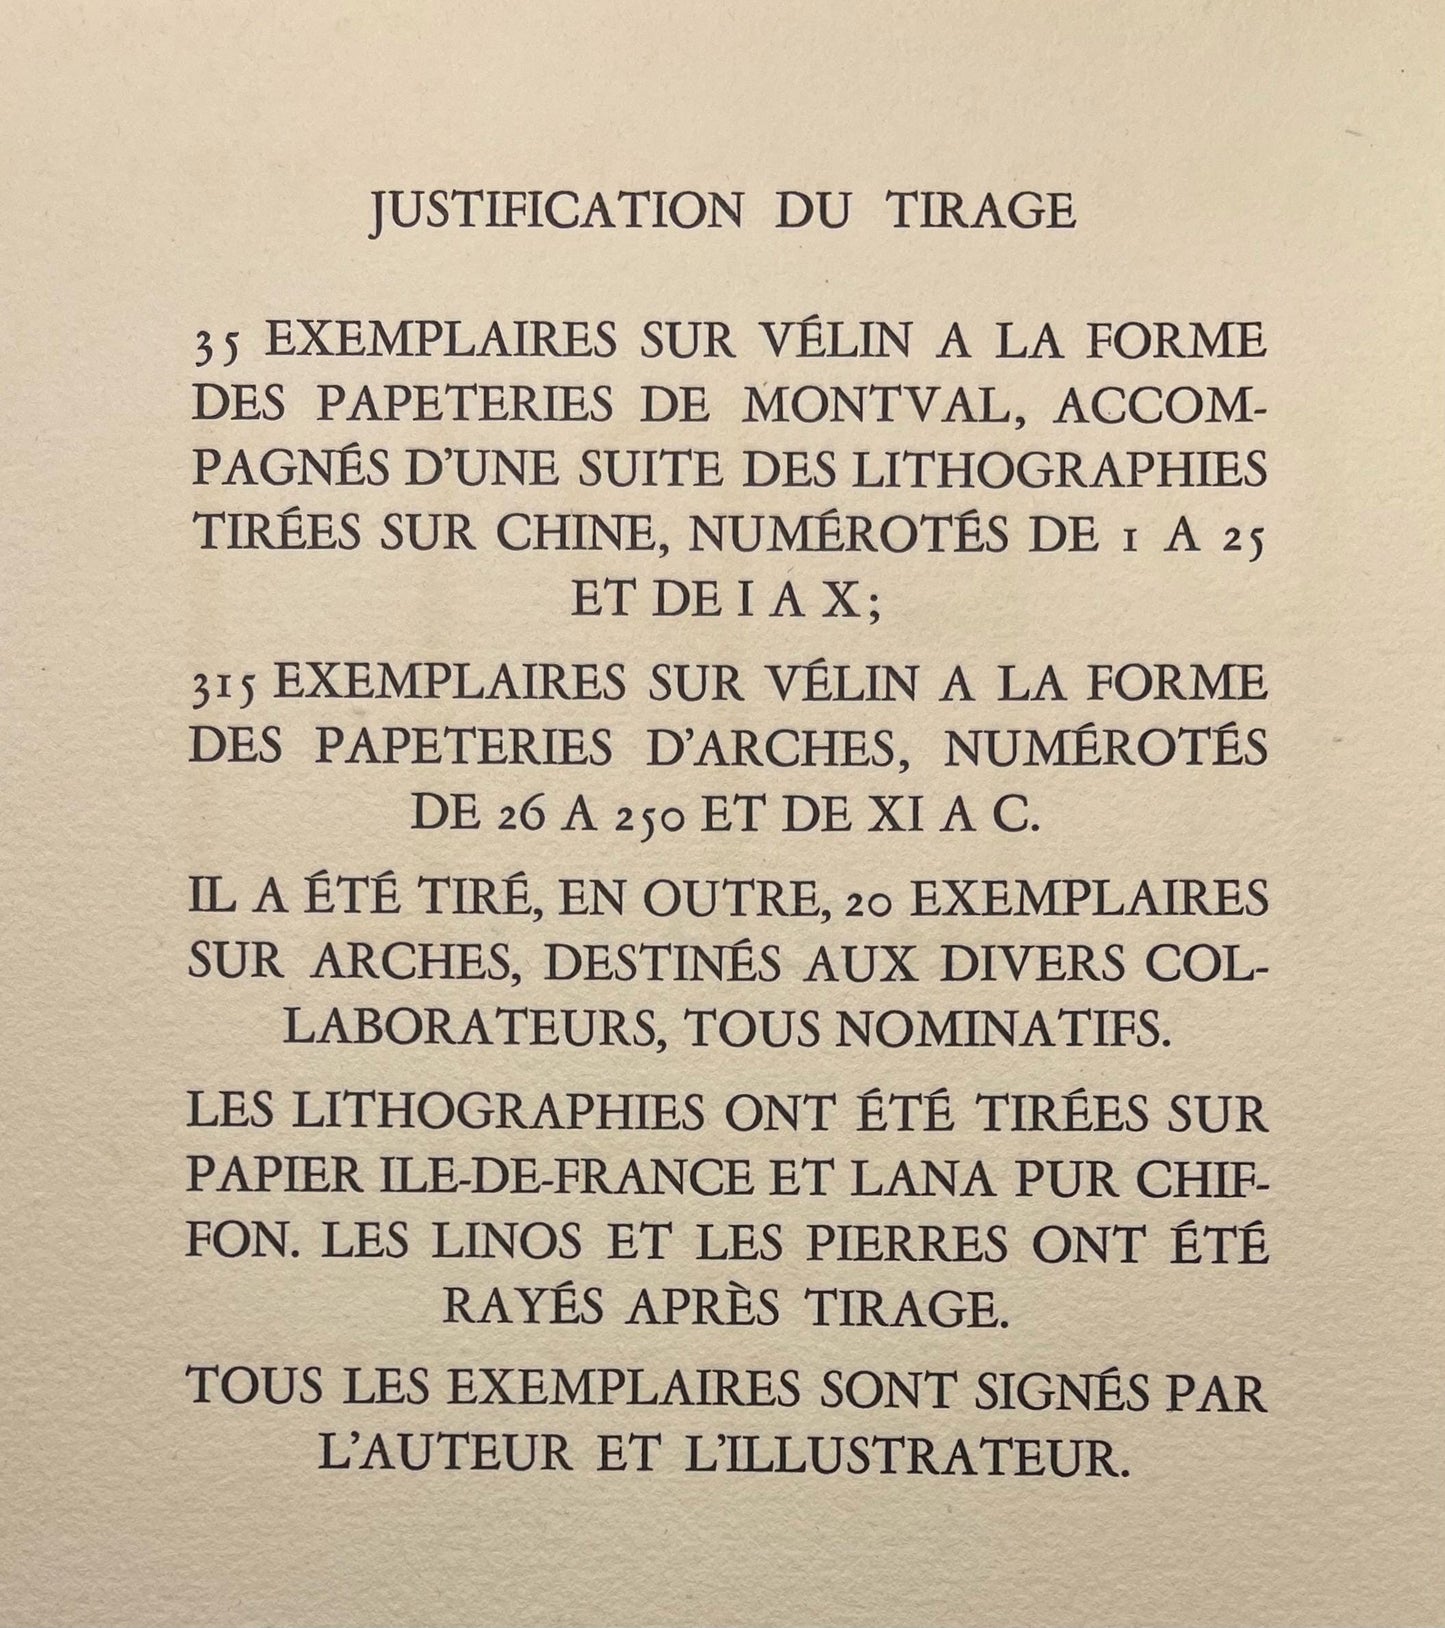 JUSTIFICATION DU TIRAGE
35 EXEMPLAIRES SUR VÉLIN A LA FORME
DES PAPETERIES DE MONTVAL, ACCOM-
PAGNÉS D’UNE SUITE DES LITHOGRAPHIES
TIRÉES SUR CHINE, NUMÉROTÉS DE 1 A 25
ET DE I A X;
315 EXEMPLAIRES SUR VÉLIN A LA FORME
DES PAPETERIES D’ARCHES, NUMÉROTÉS
DE 26 A 250 ET DE XI A C.
IL A ÉTÉ TIRÉ, EN OUTRE, 20 EXEMPLAIRES
SUR ARCHES, DESTINÉS AUX DIVERS COL-
LABORATEURS, TOUS NOMINATIFS.
LES LITHOGRAPHIES ONT ÉTÉ TIRÉES SUR
PAPIER ILE-DE-FRANCE ET LANA PUR CHIF-
FON. LES LINOS ET LES PIERRES ONT ÉTÉ
RAYÉS APRÈS TIRAGE.
TOUS LES EXEMPLAIRES SONT SIGNÉS PAR
L’AUTEUR ET L’ILLUSTRATEUR.